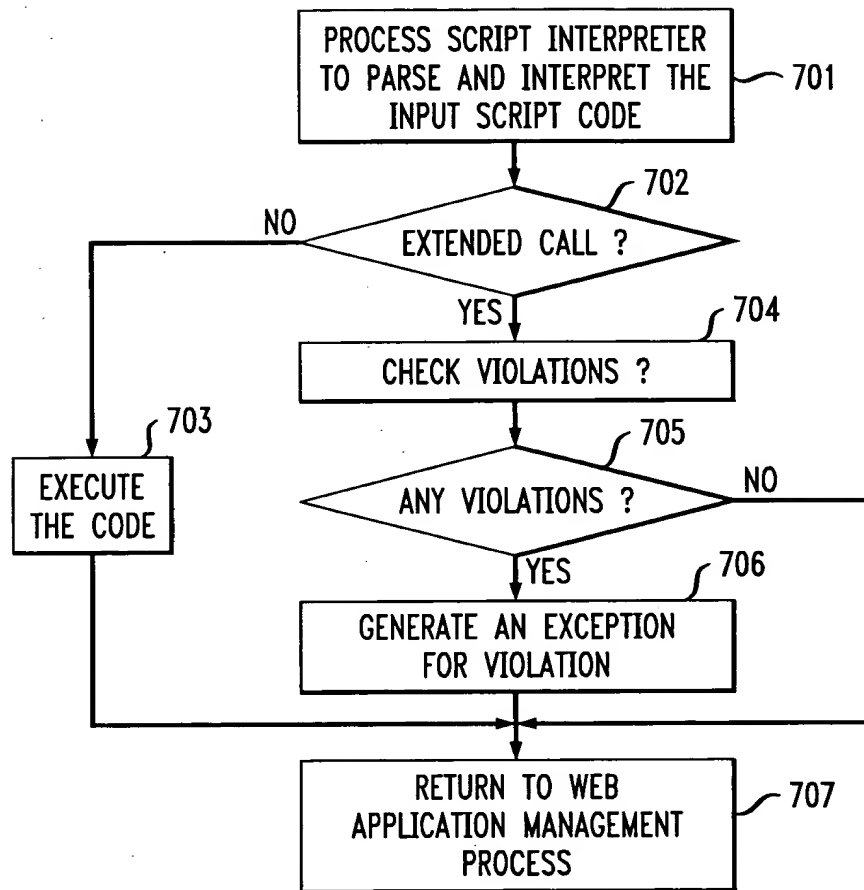 PROCESS SCRIPT INTERPRETER
TO PARSE AND INTERPRET THE
INPUT SCRIPT CODE
701
702
NO
EXTENDED CALL ?
YES
704
CHECK VIOLATIONS ?
703
EXECUTE
THE CODE
705
ANY VIOLATIONS ?
NO
YES
706
GENERATE AN EXCEPTION
FOR VIOLATION
RETURN TO WEB
APPLICATION MANAGEMENT
PROCESS
707